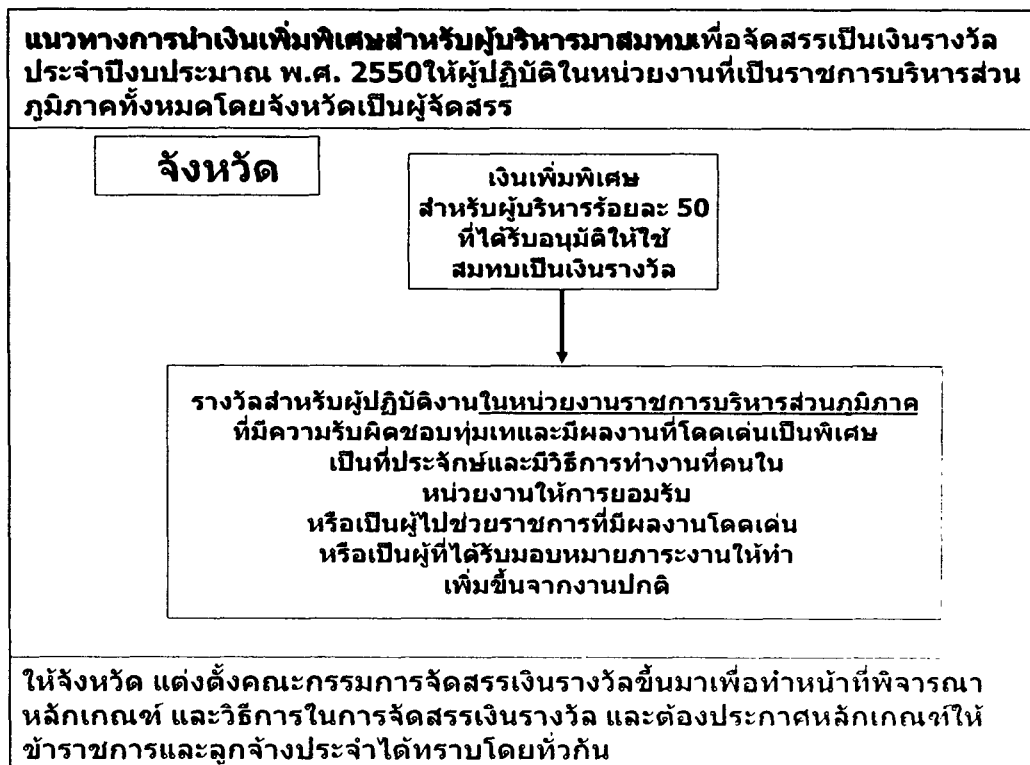 แนวทางการนำเงินเพิ่มพิเศษสำหรับผู้บริหารมาสมทบเพื่อจัดสรรเป็นเงินรางวัล
ประจำปีงบประมาณ พ.ศ. 2550ให้ผู้ปฏิบัติในหน่วยงานที่เป็นราชการบริหารส่วน
ภูมิภาคทั้งหมดโดยจังหวัดเป็นผู้จัดสรร
จังหวัด
เงินเพิ่มพิเศษ
สำหรับผู้บริหารร้อยละ 50
ที่ได้รับอนุมัติให้ใช้
สมทบเป็นเงินรางวัล
รางวัลสำหรับผู้ปฏิบัติงานในหน่วยงานราชการบริหารส่วนภูมิภาค
ที่มีความรับผิดชอบทุ่มเทและมีผลงานที่โดดเด่นเป็นพิเศษ
เป็นที่ประจักษ์และมีวิธีการทำงานที่คนใน
หน่วยงานให้การยอมรับ
หรือเป็นผู้ไปช่วยราชการที่มีผลงานโดดเด่น
หรือเป็นผู้ที่ได้รับมอบหมายภาระงานให้ทำ
เพิ่มขึ้นจากงานปกติ
ให้จังหวัด แต่งตั้งคณะกรรมการจัดสรรเงินรางวัลขึ้นมาเพื่อทำหน้าที่พิจารณา
หลักเกณฑ์ และวิธีการในการจัดสรรเงินรางวัล และต้องประกาศหลักเกณฑ์ให้
ข้าราชการและลูกจ้างประจำได้ทราบโดยทั่วกัน